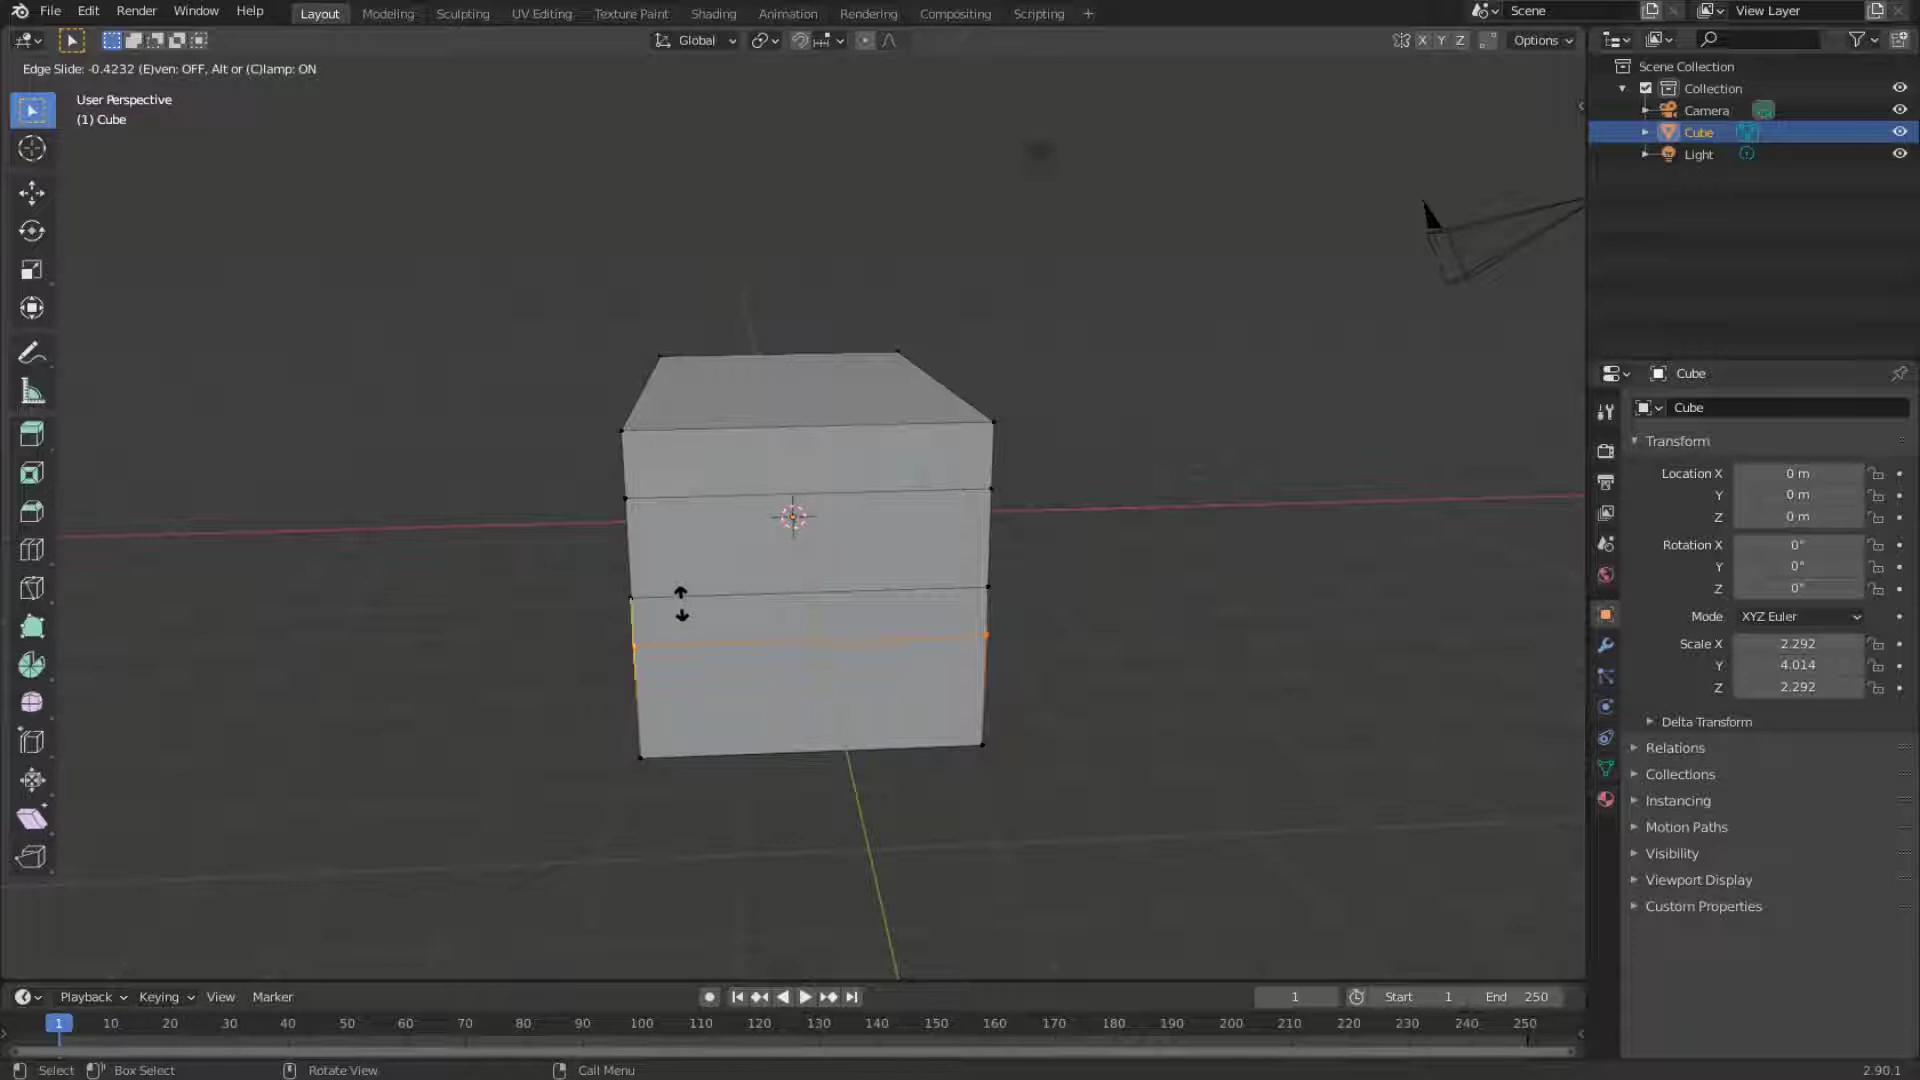 File Edit Render Window Help Layout Modeling Sculpting UV Editing Texture Paint Shading Animation Rendering Compositing Scripting + Scene View Layer
Global X Y Z Options
Edge Slide: -0.4232 (E)ven: OFF, Alt or (C)lamp: ON
User Perspective
(1) Cube
Scene Collection
Collection
Camera
Cube
Light
Cube
Cube
Transform
Location X 0 m
Y 0 m
Z 0 m
Rotation X 0°
Y 0°
Z 0°
Mode XYZ Euler
Scale X 2.292
Y 4.014
Z 2.292
Delta Transform
Relations
Collections
Instancing
Motion Paths
Visibility
Viewport Display
Custom Properties
Playback Keying View Marker 1 Start 1 End 250
1 10 20 30 40 50 60 70 80 90 100 110 120 130 140 150 160 170 180 190 200 210 220 230 240 250
Select Box Select Rotate View Call Menu 2.90.1